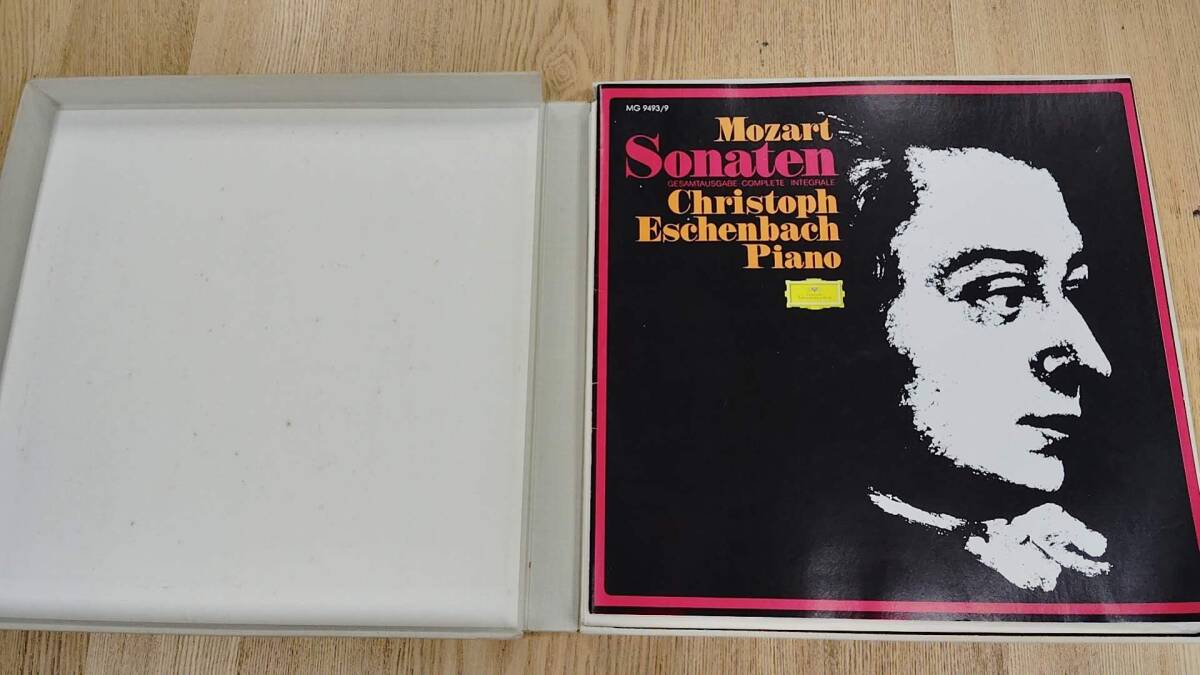 MG 9493/9
Mozart
Sonaten
GESAMTAUSGABE · COMPLETE · INTEGRALE
Christoph
Eschenbach
Piano